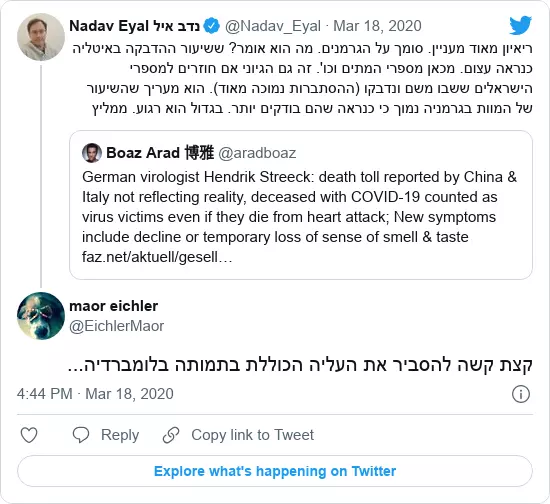 Nadav Eyal נדב איל @Nadav_Eyal · Mar 18, 2020
ריאיון מאוד מעניין. סומך על הגרמנים. מה הוא אומר? ששיעור ההדבקה באיטליה
כנראה עצום. מכאן מספרי המתים וכו'. זה גם הגיוני אם חוזרים למספרי
הישראלים ששבו משם ונדבקו (ההסתברות נמוכה מאוד). הוא מעריך שהשיעור
של המוות בגרמניה נמוך כי כנראה שהם בודקים יותר. בגדול הוא רגוע. ממליץ
Boaz Arad 博雅 @aradboaz
German virologist Hendrik Streeck: death toll reported by China &
Italy not reflecting reality, deceased with COVID-19 counted as
virus victims even if they die from heart attack; New symptoms
include decline or temporary loss of sense of smell & taste
faz.net/aktuell/gesell…
maor eichler
@EichlerMaor
קצת קשה להסביר את העליה הכוללת בתמותה בלומברדיה...
4:44 PM · Mar 18, 2020
Reply Copy link to Tweet
Explore what's happening on Twitter